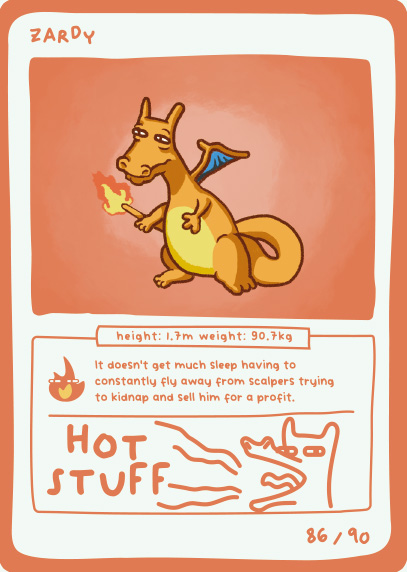 ZARDY
height: 1.7m weight: 90.7kg
It doesn't get much sleep having to
constantly fly away from scalpers trying
to kidnap and sell him for a profit.
HOT
STUFF
86 / 90